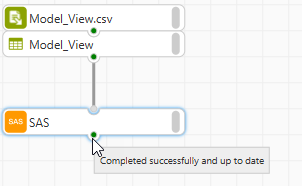 Model_View.csv
Model_View
SAS SAS
Completed successfully and up to date